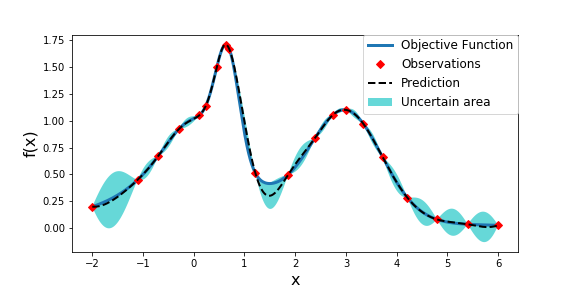 1.75
1.50
1.25
1.00
0.75
0.50
0.25
0.00
f(x)
Objective Function
Observations
Prediction
Uncertain area
−2 −1 0 1 2 3 4 5 6
x